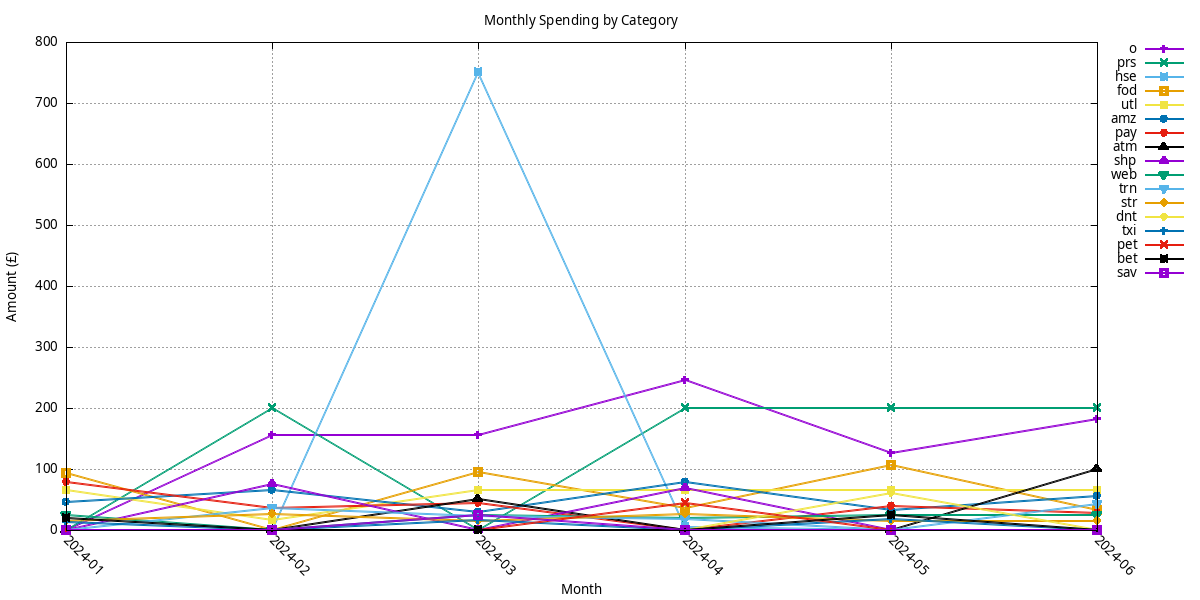 Monthly Spending by Category
800
700
600
500
400
300
200
100
0
Amount (£)
2024-01
2024-02
2024-03
2024-04
2024-05
2024-06
Month
o
prs
hse
fod
utl
amz
pay
atm
shp
web
trn
str
dnt
txi
pet
bet
sav